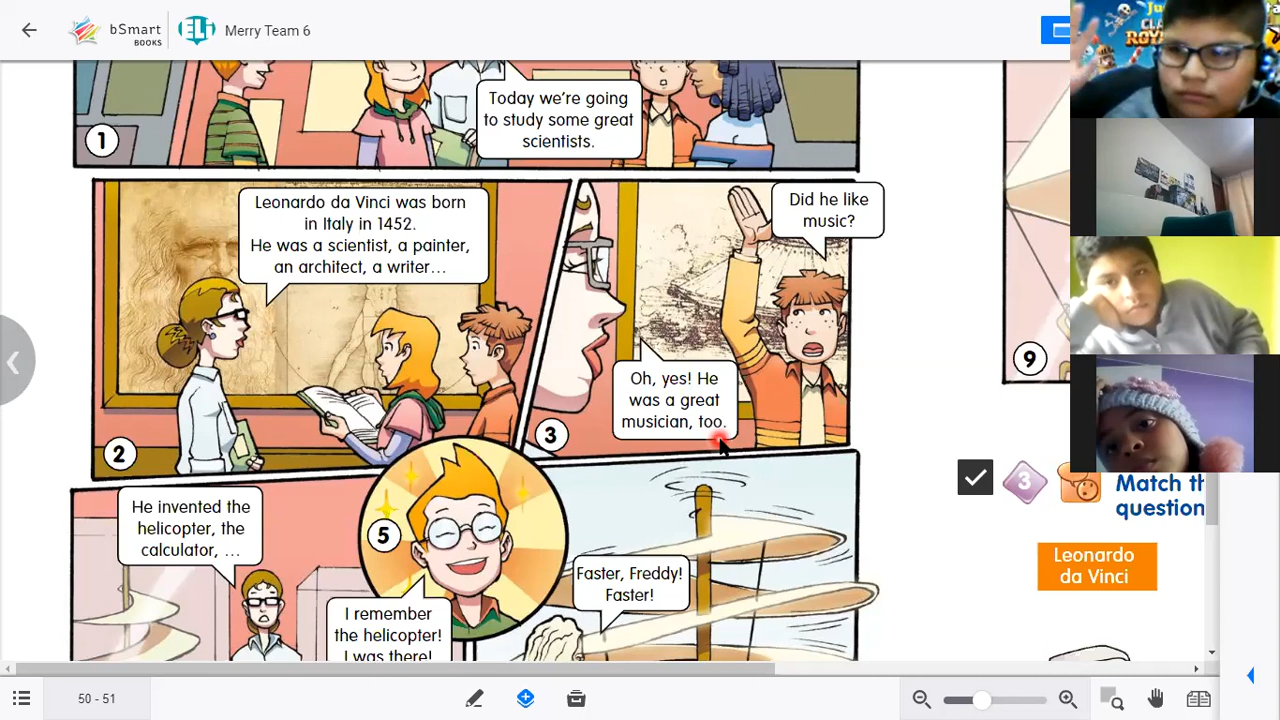 bSmart
BOOKS
ELi
Merry Team 6
Today we're going
to study some great
scientists.
1
Leonardo da Vinci was born
in Italy in 1452.
He was a scientist, a painter,
an architect, a writer…
2
Did he like
music?
Oh, yes! He
was a great
musician, too.
3
He invented the
helicopter, the
calculator, …
5
I remember
the helicopter!
I was there!
Faster, Freddy!
Faster!
9
3
Match th
question
Leonardo
da Vinci
50 - 51